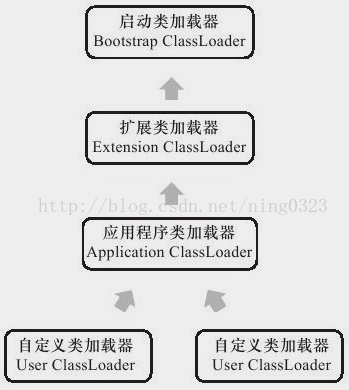 启动类加载器
Bootstrap ClassLoader
扩展类加载器
Extension ClassLoader
http://blog.csdn.net/ning0323
应用程序类加载器
Application ClassLoader
自定义类加载器
User ClassLoader
自定义类加载器
User ClassLoader